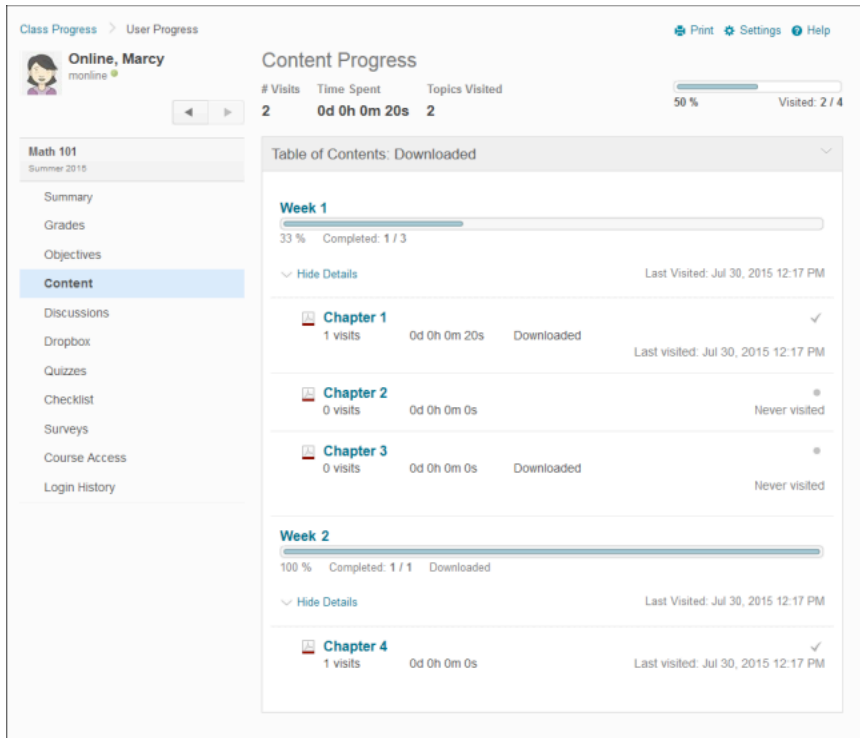 Class Progress > User Progress
Print Settings Help
Online, Marcy
monline
Content Progress
# Visits Time Spent Topics Visited
2 0d 0h 0m 20s 2
50 % Visited: 2 / 4
Math 101
Summer 2015
Summary
Grades
Objectives
Content
Discussions
Dropbox
Quizzes
Checklist
Surveys
Course Access
Login History
Table of Contents: Downloaded
Week 1
33 % Completed: 1 / 3
Hide Details Last Visited: Jul 30, 2015 12:17 PM
Chapter 1
1 visits 0d 0h 0m 20s Downloaded
Last visited: Jul 30, 2015 12:17 PM
Chapter 2
0 visits 0d 0h 0m 0s Never visited
Chapter 3
0 visits 0d 0h 0m 0s Downloaded
Never visited
Week 2
100 % Completed: 1 / 1 Downloaded
Hide Details Last Visited: Jul 30, 2015 12:17 PM
Chapter 4
1 visits 0d 0h 0m 0s Last visited: Jul 30, 2015 12:17 PM